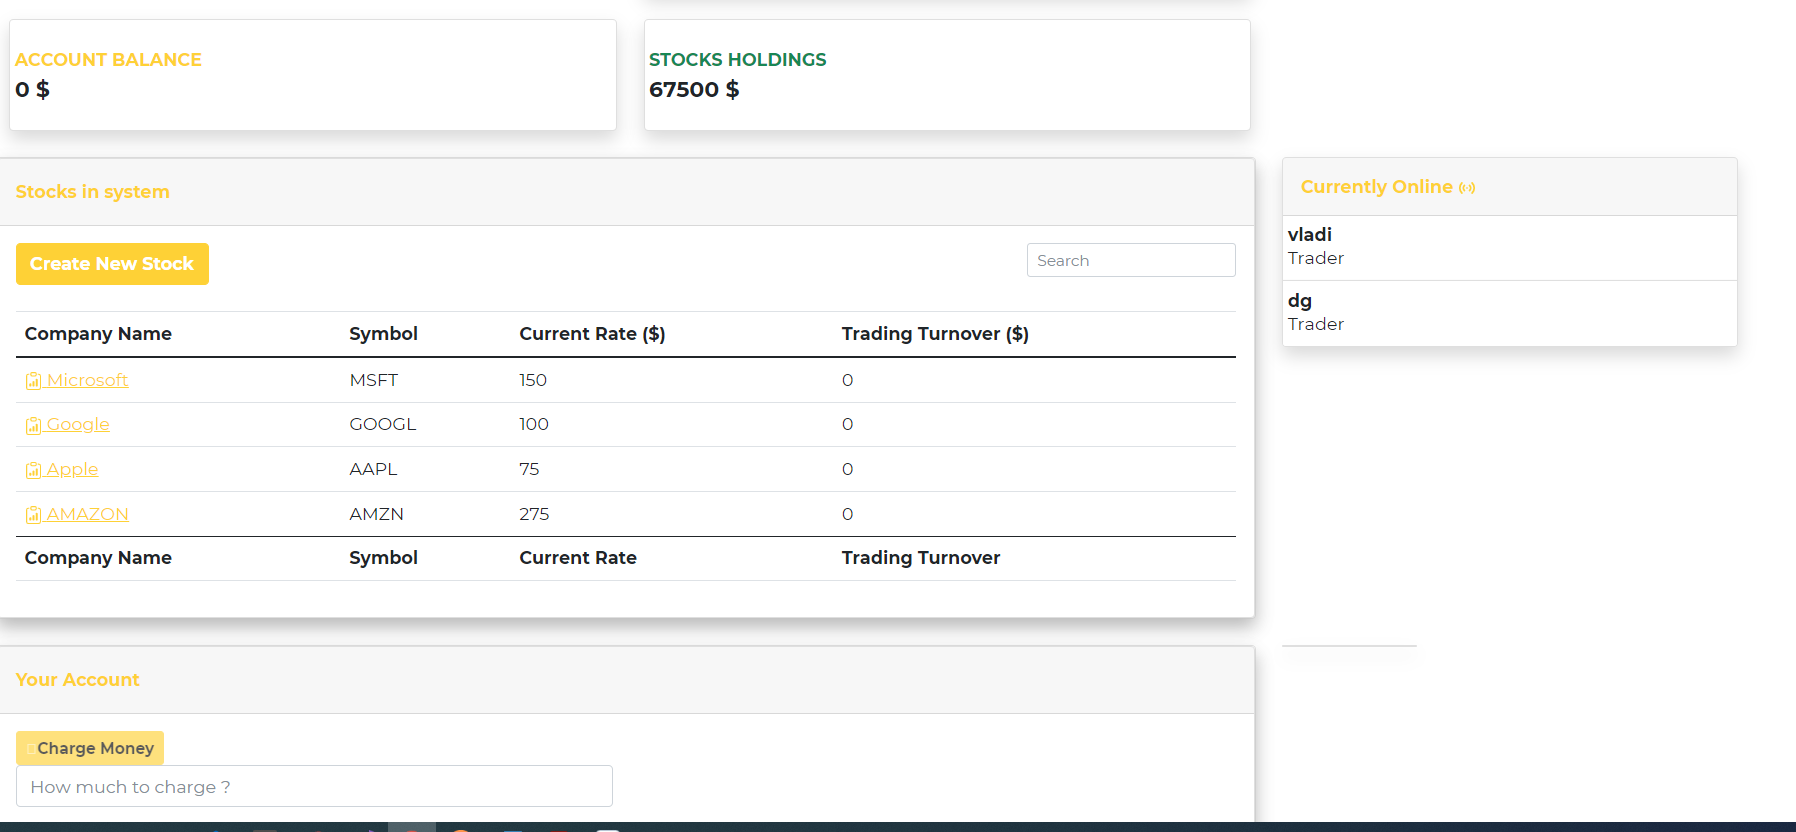 ACCOUNT BALANCE
0 $
STOCKS HOLDINGS
67500 $
Stocks in system
Create New Stock
Search
Company Name Symbol Current Rate ($) Trading Turnover ($)
Microsoft MSFT 150 0
Google GOOGL 100 0
Apple AAPL 75 0
AMAZON AMZN 275 0
Company Name Symbol Current Rate Trading Turnover
Currently Online
vladi
Trader
dg
Trader
Your Account
Charge Money
How much to charge ?